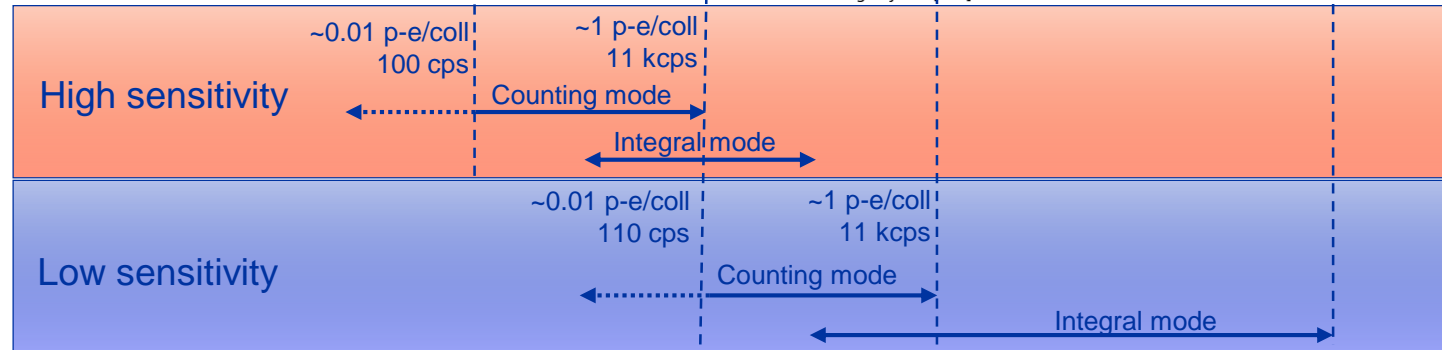 ~0.01 p-e/coll
100 cps
~1 p-e/coll
11 kcps
High sensitivity
Counting mode
Integral mode
~0.01 p-e/coll
110 cps
~1 p-e/coll
11 kcps
Low sensitivity
Counting mode
Integral mode